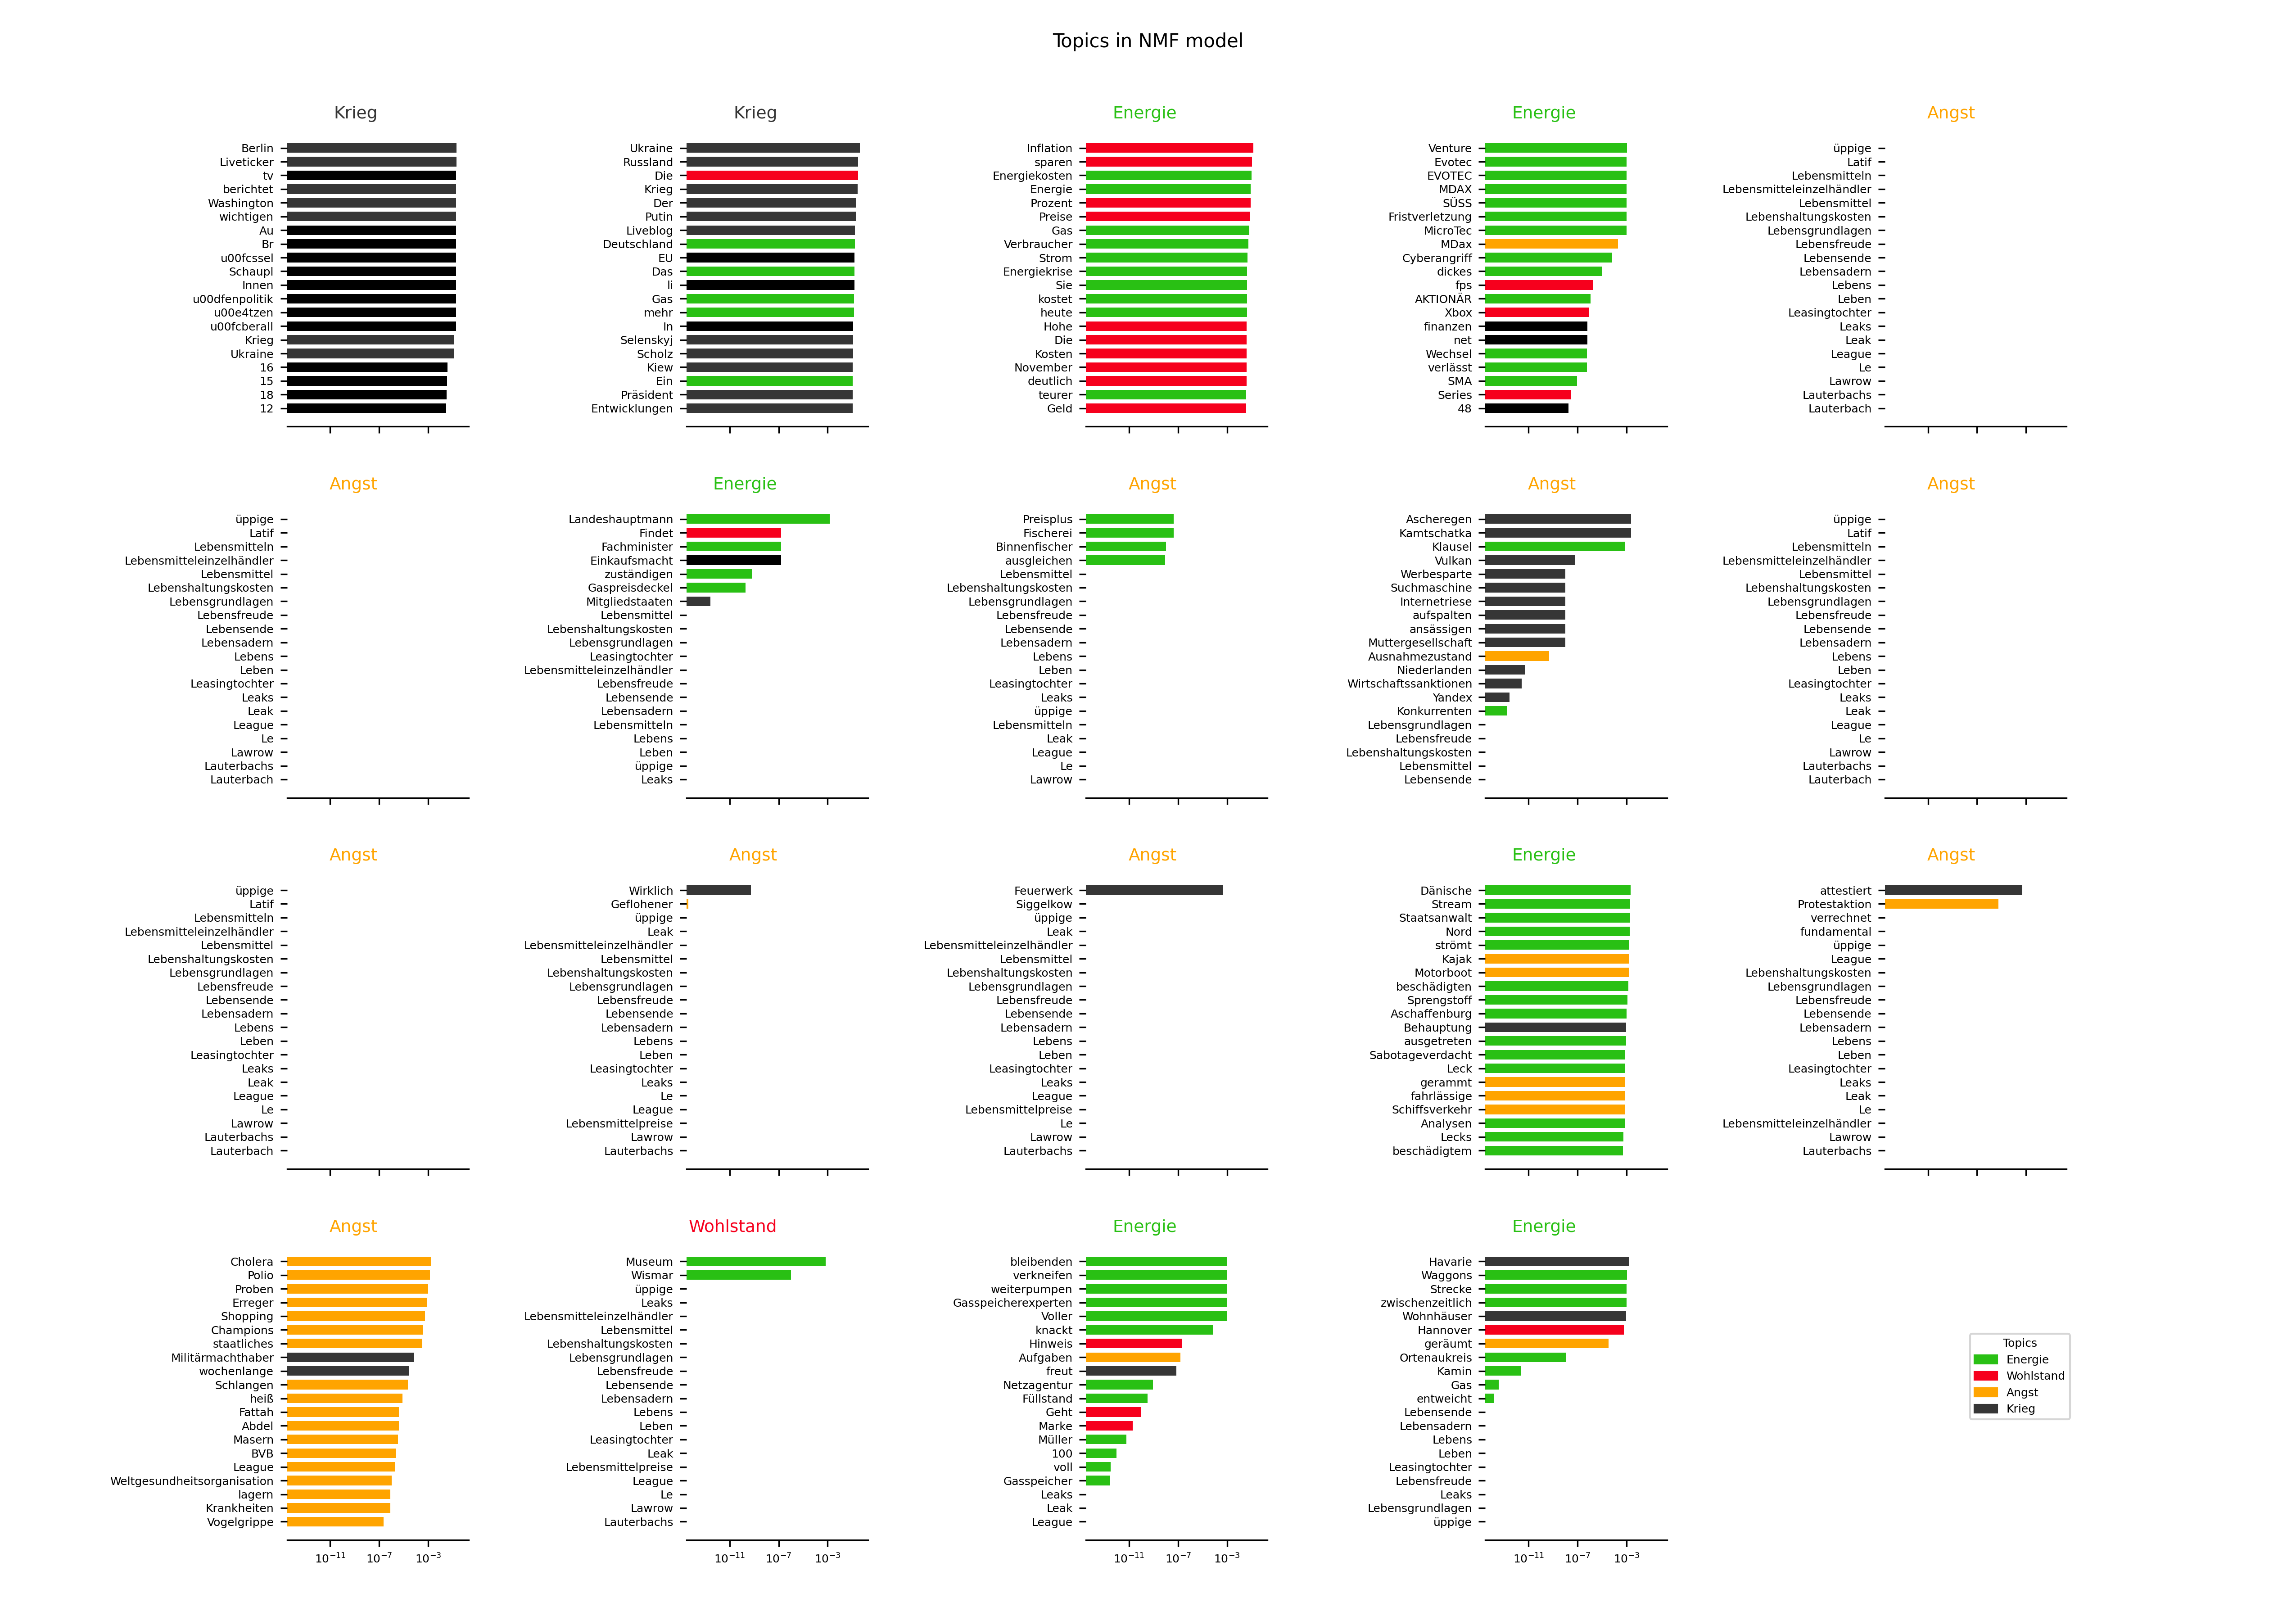 Topics in NMF model
Krieg
Berlin
Liveticker
tv
berichtet
Washington
wichtigen
Au
Br
u00fcssel
Schaupl
Innen
u00dfenpolitik
u00e4tzen
u00fcberall
Krieg
Ukraine
16
15
18
12
Krieg
Ukraine
Russland
Die
Krieg
Der
Putin
Liveblog
Deutschland
EU
Das
li
Gas
mehr
In
Selenskyj
Scholz
Kiew
Ein
Präsident
Entwicklungen
Energie
Inflation
sparen
Energiekosten
Energie
Prozent
Preise
Gas
Verbraucher
Strom
Energiekrise
Sie
kostet
heute
Hohe
Die
Kosten
November
deutlich
teurer
Geld
Energie
Venture
Evotec
EVOTEC
MDAX
SÜSS
Fristverletzung
MicroTec
MDax
Cyberangriff
dickes
fps
AKTIONÄR
Xbox
finanzen
net
Wechsel
verlässt
SMA
Series
48
Angst
üppige
Latif
Lebensmitteln
Lebensmitteleinzelhändler
Lebensmittel
Lebenshaltungskosten
Lebensgrundlagen
Lebensfreude
Lebensende
Lebensadern
Lebens
Leben
Leasingtochter
Leaks
Leak
League
Le
Lawrow
Lauterbachs
Lauterbach
Angst
üppige
Latif
Lebensmitteln
Lebensmitteleinzelhändler
Lebensmittel
Lebenshaltungskosten
Lebensgrundlagen
Lebensfreude
Lebensende
Lebensadern
Lebens
Leben
Leasingtochter
Leaks
Leak
League
Le
Lawrow
Lauterbachs
Lauterbach
Energie
Landeshauptmann
Findet
Fachminister
Einkaufsmacht
zuständigen
Gaspreisdeckel
Mitgliedstaaten
Lebensmittel
Lebenshaltungskosten
Lebensgrundlagen
Leasingtochter
Lebensmitteleinzelhändler
Lebensfreude
Lebensende
Lebensadern
Lebensmitteln
Lebens
Leben
üppige
Leaks
Angst
Preisplus
Fischerei
Binnenfischer
ausgleichen
Lebensmittel
Lebenshaltungskosten
Lebensgrundlagen
Lebensfreude
Lebensende
Lebensadern
Lebens
Leben
Leasingtochter
Leaks
üppige
Lebensmitteln
Leak
League
Le
Lawrow
Angst
Ascheregen
Kamtschatka
Klausel
Vulkan
Werbesparte
Suchmaschine
Internetriese
aufspalten
ansässigen
Muttergesellschaft
Ausnahmezustand
Niederlanden
Wirtschaftssanktionen
Yandex
Konkurrenten
Lebensgrundlagen
Lebensfreude
Lebenshaltungskosten
Lebensmittel
Lebensende
Angst
üppige
Latif
Lebensmitteln
Lebensmitteleinzelhändler
Lebensmittel
Lebenshaltungskosten
Lebensgrundlagen
Lebensfreude
Lebensende
Lebensadern
Lebens
Leben
Leasingtochter
Leaks
Leak
League
Le
Lawrow
Lauterbachs
Lauterbach
Angst
üppige
Latif
Lebensmitteln
Lebensmitteleinzelhändler
Lebensmittel
Lebenshaltungskosten
Lebensgrundlagen
Lebensfreude
Lebensende
Lebensadern
Lebens
Leben
Leasingtochter
Leaks
Leak
League
Le
Lawrow
Lauterbachs
Lauterbach
Angst
Wirklich
Geflohener
üppige
Leak
Lebensmitteleinzelhändler
Lebensmittel
Lebenshaltungskosten
Lebensgrundlagen
Lebensfreude
Lebensende
Lebensadern
Lebens
Leben
Leasingtochter
Leaks
Le
League
Lebensmittelpreise
Lawrow
Lauterbachs
Angst
Feuerwerk
Siggelkow
üppige
Leak
Lebensmitteleinzelhändler
Lebensmittel
Lebenshaltungskosten
Lebensgrundlagen
Lebensfreude
Lebensende
Lebensadern
Lebens
Leben
Leasingtochter
Leaks
League
Lebensmittelpreise
Le
Lawrow
Lauterbachs
Energie
Dänische
Stream
Staatsanwalt
Nord
strömt
Kajak
Motorboot
beschädigten
Sprengstoff
Aschaffenburg
Behauptung
ausgetreten
Sabotageverdacht
Leck
gerammt
fahrlässige
Schiffsverkehr
Analysen
Lecks
beschädigtem
Angst
attestiert
Protestaktion
verrechnet
fundamental
üppige
League
Lebenshaltungskosten
Lebensgrundlagen
Lebensfreude
Lebensende
Lebensadern
Lebens
Leben
Leasingtochter
Leaks
Leak
Le
Lebensmitteleinzelhändler
Lawrow
Lauterbachs
Angst
Cholera
Polio
Proben
Erreger
Shopping
Champions
staatliches
Militärmachthaber
wochenlange
Schlangen
heiß
Fattah
Abdel
Masern
BVB
League
Weltgesundheitsorganisation
lagern
Krankheiten
Vogelgrippe
10⁻¹¹ 10⁻⁷ 10⁻³
Wohlstand
Museum
Wismar
üppige
Leaks
Lebensmitteleinzelhändler
Lebensmittel
Lebenshaltungskosten
Lebensgrundlagen
Lebensfreude
Lebensende
Lebensadern
Lebens
Leben
Leasingtochter
Leak
Lebensmittelpreise
League
Le
Lawrow
Lauterbachs
10⁻¹¹ 10⁻⁷ 10⁻³
Energie
bleibenden
verkneifen
weiterpumpen
Gasspeicherexperten
Voller
knackt
Hinweis
Aufgaben
freut
Netzagentur
Füllstand
Geht
Marke
Müller
100
voll
Gasspeicher
Leaks
Leak
League
10⁻¹¹ 10⁻⁷ 10⁻³
Energie
Havarie
Waggons
Strecke
zwischenzeitlich
Wohnhäuser
Hannover
geräumt
Ortenaukreis
Kamin
Gas
entweicht
Lebensende
Lebensadern
Lebens
Leben
Leasingtochter
Lebensfreude
Leaks
Lebensgrundlagen
üppige
10⁻¹¹ 10⁻⁷ 10⁻³
Topics
Energie
Wohlstand
Angst
Krieg